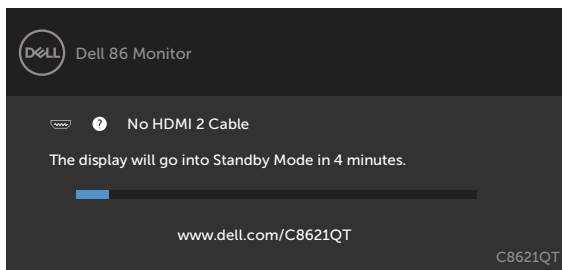 DELL
Dell 86 Monitor
? No HDMI 2 Cable
The display will go into Standby Mode in 4 minutes.
www.dell.com/C8621QT
C8621QT